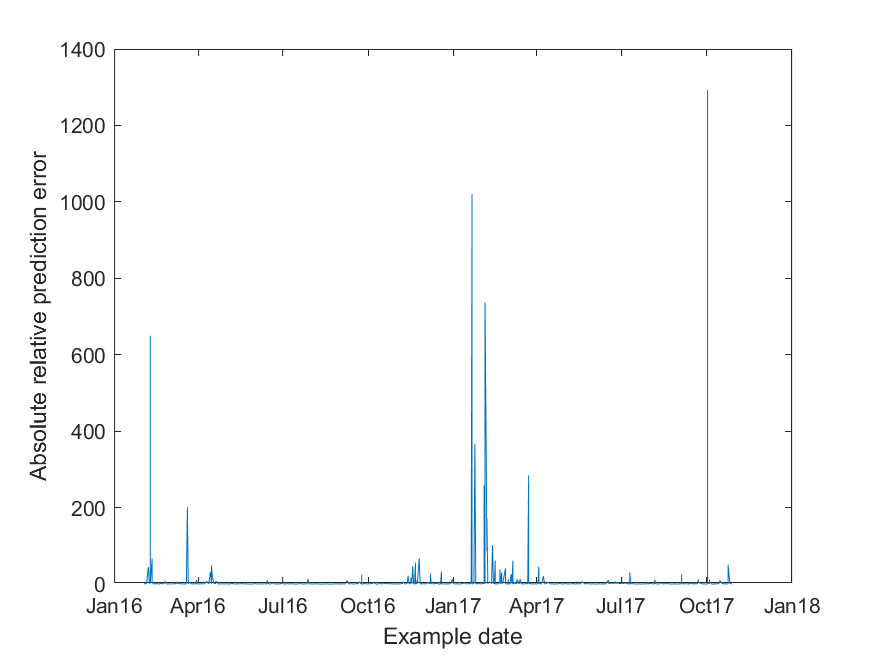 1400
1200
1000
800
600
400
200
0
Absolute relative prediction error
Jan16 Apr16 Jul16 Oct16 Jan17 Apr17 Jul17 Oct17 Jan18
Example date